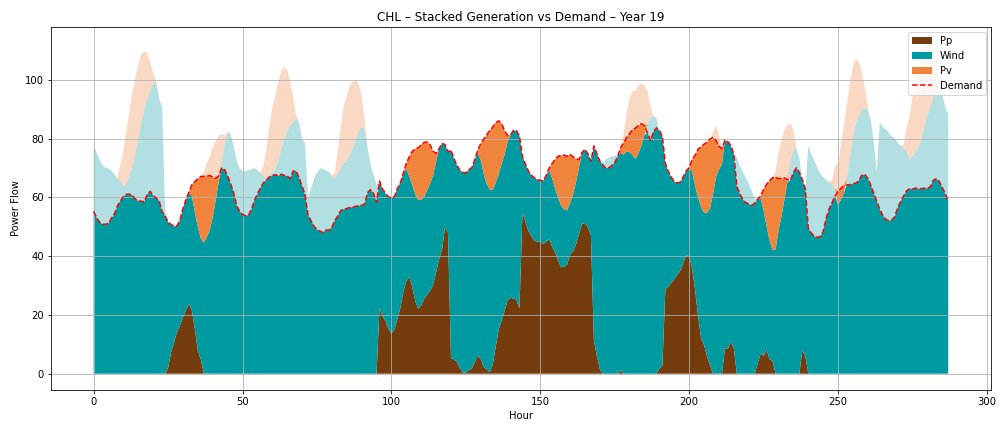 CHL – Stacked Generation vs Demand – Year 19
Pp
Wind
Pv
Demand
Power Flow
100
80
60
40
20
0
0 50 100 150 200 250 300
Hour